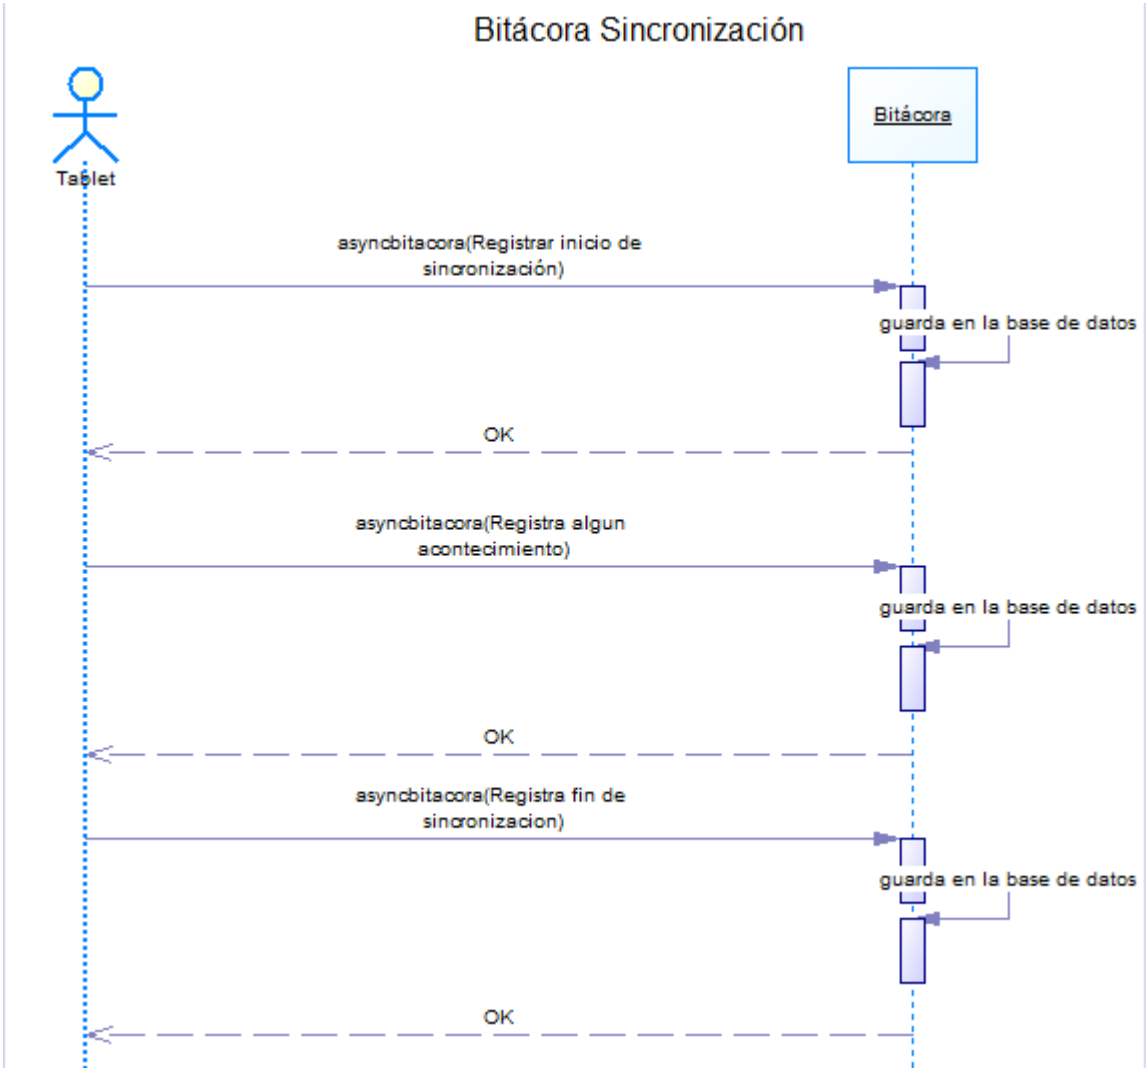 Bitácora Sincronización
Tablet
Bitácora
asyncbitacora(Registrar inicio de
sincronización)
guarda en la base de datos
OK
asyncbitacora(Registra algun
acontecimiento)
guarda en la base de datos
OK
asyncbitacora(Registra fin de
sincronizacion)
guarda en la base de datos
OK